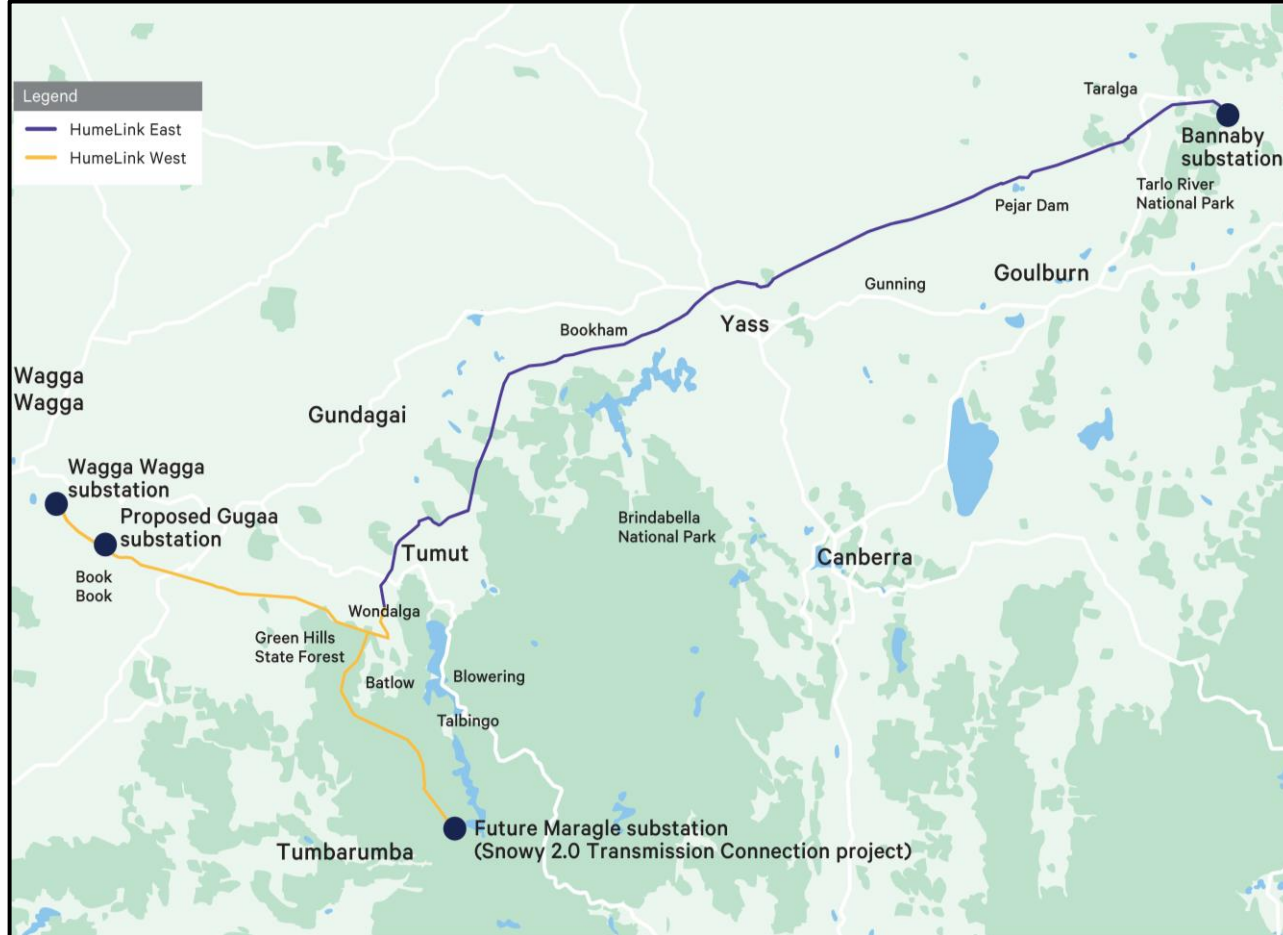 Legend
HumeLink East
HumeLink West
Taralga
Bannaby
substation
Tarlo River
National Park
Pejar Dam
Goulburn
Gunning
Yass
Bookham
Wagga
Wagga
Gundagai
Wagga Wagga
substation
Proposed Gugaa
substation
Book
Book
Tumut
Brindabella
National Park
Canberra
Wondalga
Green Hills
State Forest
Batlow
Blowering
Talbingo
Future Maragle substation
(Snowy 2.0 Transmission Connection project)
Tumbarumba